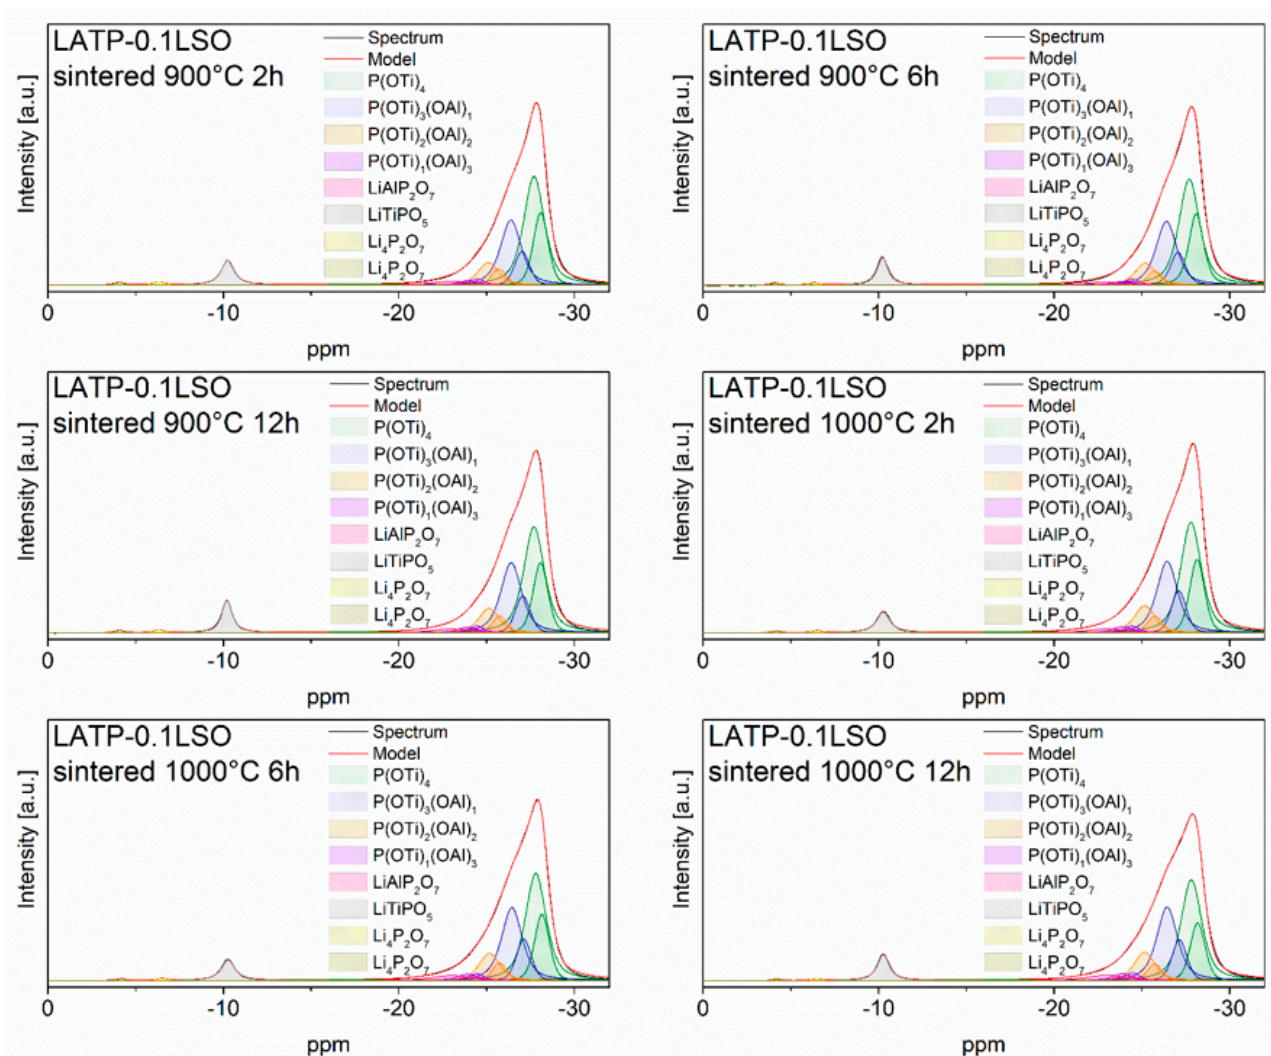 LATP-0.1LSO
sintered 900°C 2h
Spectrum
Model
P(OTi)₄
P(OTi)₃(OAl)₁
P(OTi)₂(OAl)₂
P(OTi)₁(OAl)₃
LiAlP₂O₇
LiTiPO₅
Li₄P₂O₇
Li₄P₂O₇
Intensity [a.u.]
0 -10 -20 -30
ppm
LATP-0.1LSO
sintered 900°C 6h
Spectrum
Model
P(OTi)₄
P(OTi)₃(OAl)₁
P(OTi)₂(OAl)₂
P(OTi)₁(OAl)₃
LiAlP₂O₇
LiTiPO₅
Li₄P₂O₇
Li₄P₂O₇
Intensity [a.u.]
0 -10 -20 -30
ppm
LATP-0.1LSO
sintered 900°C 12h
Spectrum
Model
P(OTi)₄
P(OTi)₃(OAl)₁
P(OTi)₂(OAl)₂
P(OTi)₁(OAl)₃
LiAlP₂O₇
LiTiPO₅
Li₄P₂O₇
Li₄P₂O₇
Intensity [a.u.]
0 -10 -20 -30
ppm
LATP-0.1LSO
sintered 1000°C 2h
Spectrum
Model
P(OTi)₄
P(OTi)₃(OAl)₁
P(OTi)₂(OAl)₂
P(OTi)₁(OAl)₃
LiAlP₂O₇
LiTiPO₅
Li₄P₂O₇
Li₄P₂O₇
Intensity [a.u.]
0 -10 -20 -30
ppm
LATP-0.1LSO
sintered 1000°C 6h
Spectrum
Model
P(OTi)₄
P(OTi)₃(OAl)₁
P(OTi)₂(OAl)₂
P(OTi)₁(OAl)₃
LiAlP₂O₇
LiTiPO₅
Li₄P₂O₇
Li₄P₂O₇
Intensity [a.u.]
0 -10 -20 -30
ppm
LATP-0.1LSO
sintered 1000°C 12h
Spectrum
Model
P(OTi)₄
P(OTi)₃(OAl)₁
P(OTi)₂(OAl)₂
P(OTi)₁(OAl)₃
LiAlP₂O₇
LiTiPO₅
Li₄P₂O₇
Li₄P₂O₇
Intensity [a.u.]
0 -10 -20 -30
ppm